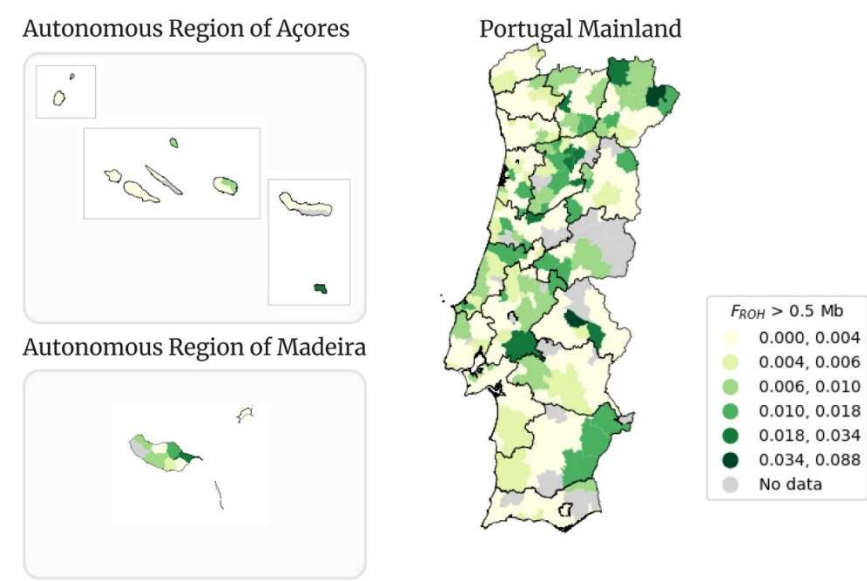 Autonomous Region of Açores
Portugal Mainland
Autonomous Region of Madeira
F_ROH > 0.5 Mb
0.000, 0.004
0.004, 0.006
0.006, 0.010
0.010, 0.018
0.018, 0.034
0.034, 0.088
No data